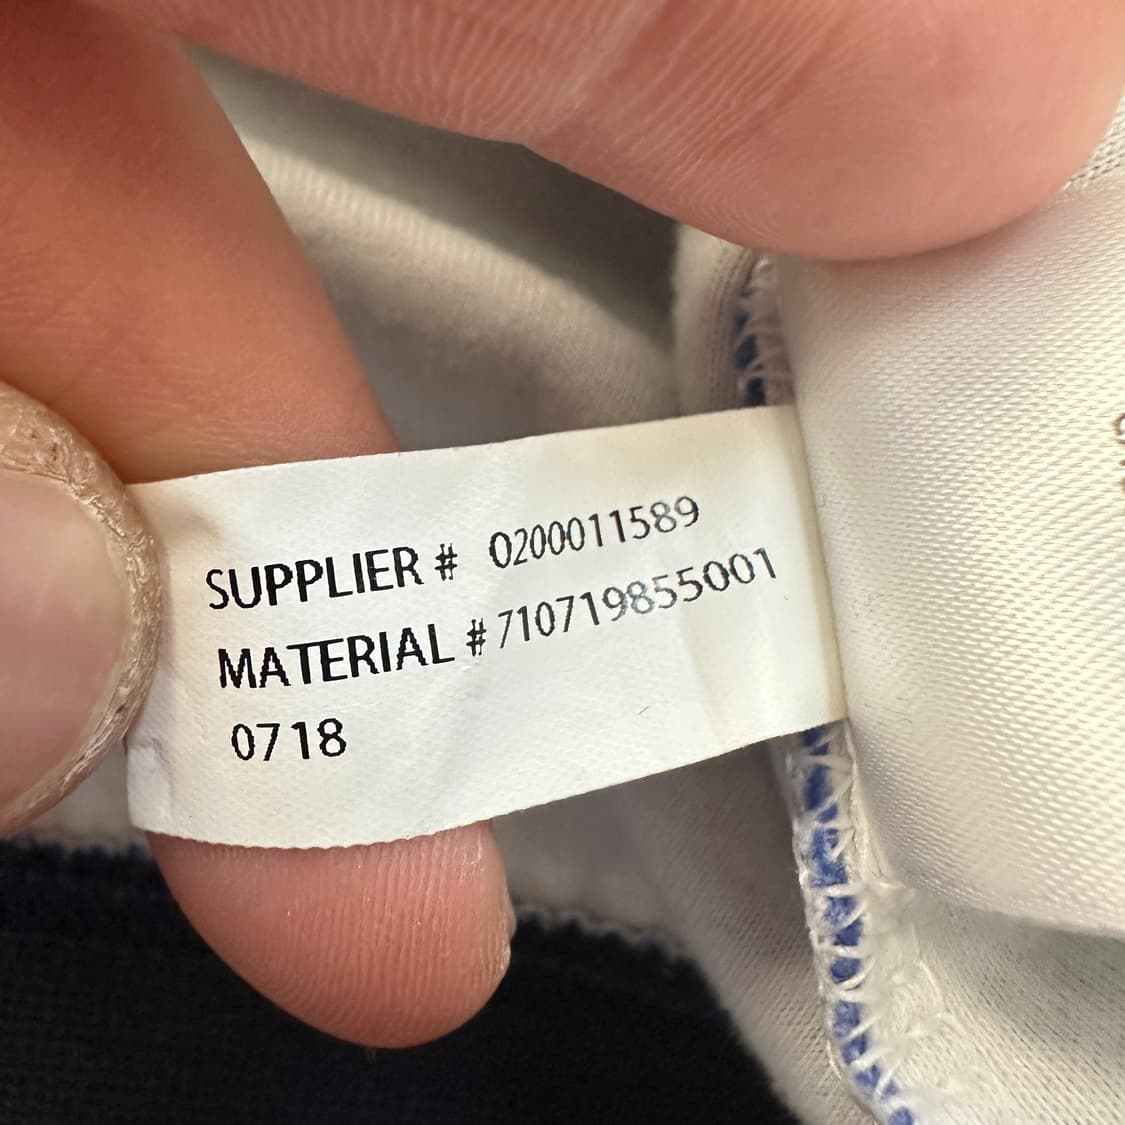 SUPPLIER # 0200011589
MATERIAL # 710719855001
0718